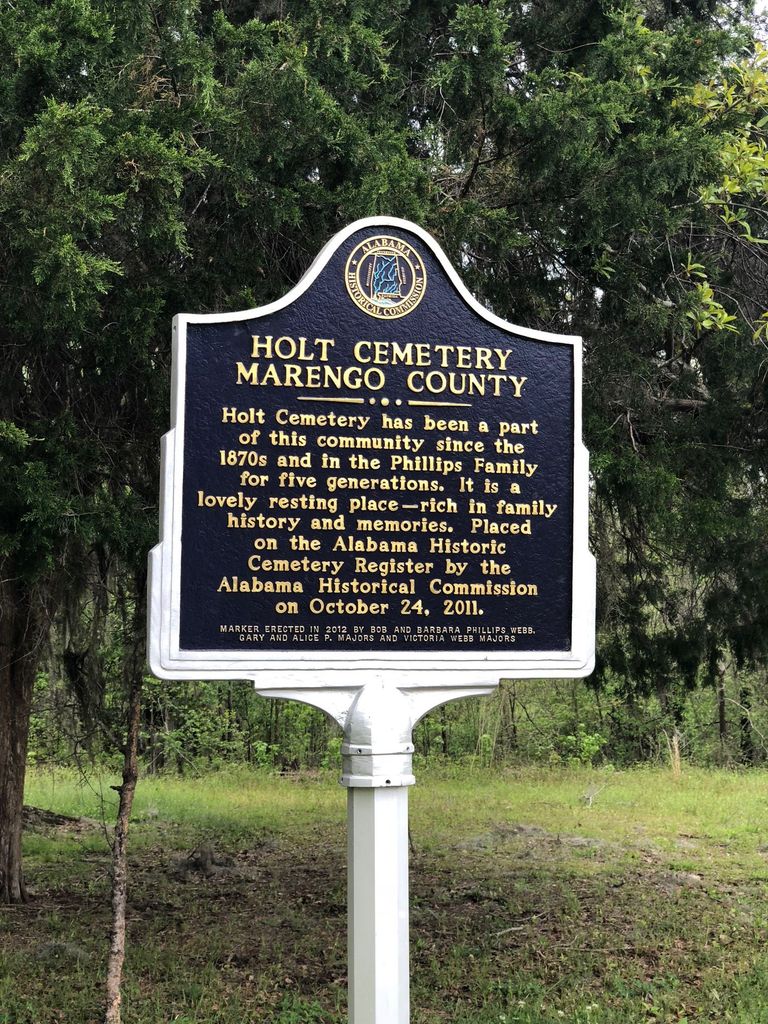 ALABAMA
HISTORICAL COMMISSION
HOLT CEMETERY
MARENGO COUNTY
Holt Cemetery has been a part
of this community since the
1870s and in the Phillips Family
for five generations. It is a
lovely resting place—rich in family
history and memories. Placed
on the Alabama Historic
Cemetery Register by the
Alabama Historical Commission
on October 24, 2011.
MARKER ERECTED IN 2012 BY BOB AND BARBARA PHILLIPS WEBB,
GARY AND ALICE P. MAJORS AND VICTORIA WEBB MAJORS